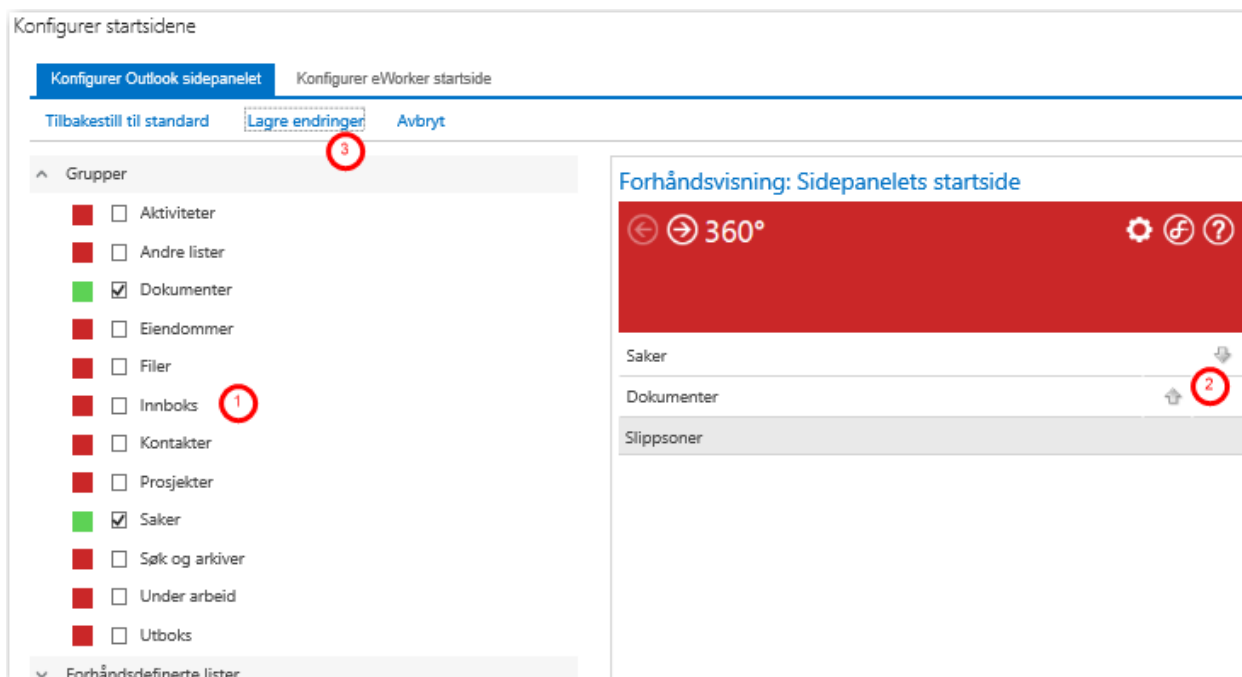 Konfigurer startsidene
Konfigurer Outlook sidepanelet
Konfigurer eWorker startside
Tilbakestill til standard
Lagre endringer
Avbryt
3
Grupper
Aktiviteter
Andre lister
Dokumenter
Eiendommer
Filer
Innboks
1
Kontakter
Prosjekter
Saker
Søk og arkiver
Under arbeid
Utboks
Forhåndsdefinerte lister
Forhåndsvisning: Sidepanelets startside
360°
?
Saker
Dokumenter
2
Slippsoner